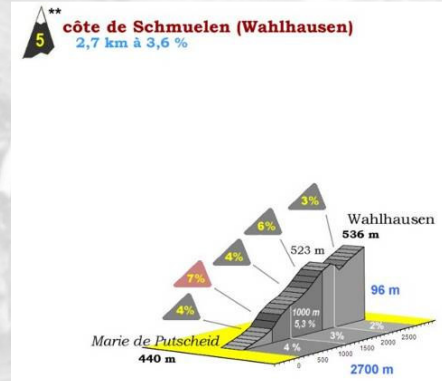 **
5
côte de Schmuelen (Wahlhausen)
2,7 km à 3,6 %
3%
6%
Wahlhausen
536 m
4%
523 m
7%
96 m
4%
1000 m
5,3 %
Marie de Putscheid
440 m
4 %
3%
2%
0
500
1000
1500
2000
2500
2700 m